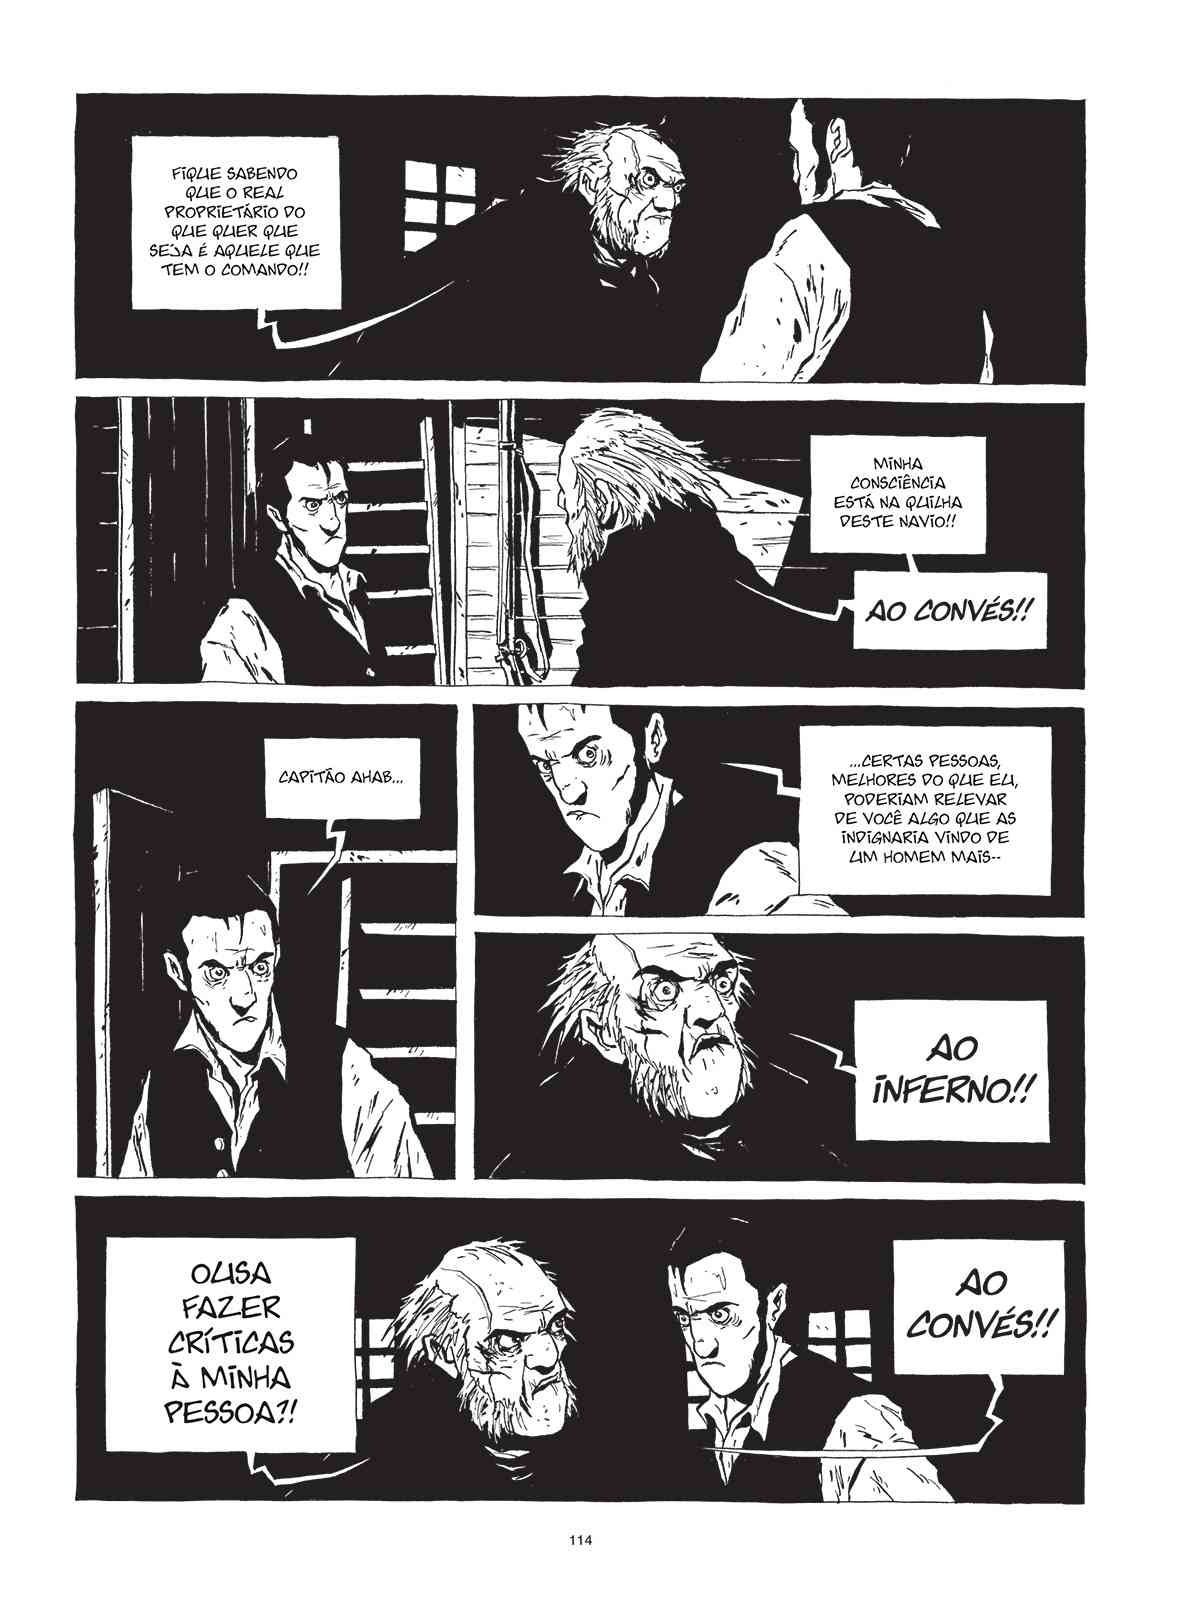 FIQUE SABENDO
QUE O REAL
PROPRIETÁRIO DO
QUE QUER QUE
SEJA É AQUELE QUE
TEM O COMANDO!!
MINHA
CONSCIÊNCIA
ESTÁ NA QUILHA
DESTE NAVIO!!
AO CONVÉS!!
CAPITÃO AHAB...
...CERTAS PESSOAS,
MELHORES DO QUE EU,
PODERIAM RELEVAR
DE VOCÊ ALGO QUE AS
INDIGNARIA VINDO DE
UM HOMEM MAIS--
AO
INFERNO!!
OUSA
FAZER
CRÍTICAS
À MINHA
PESSOA?!
AO
CONVÉS!!
114